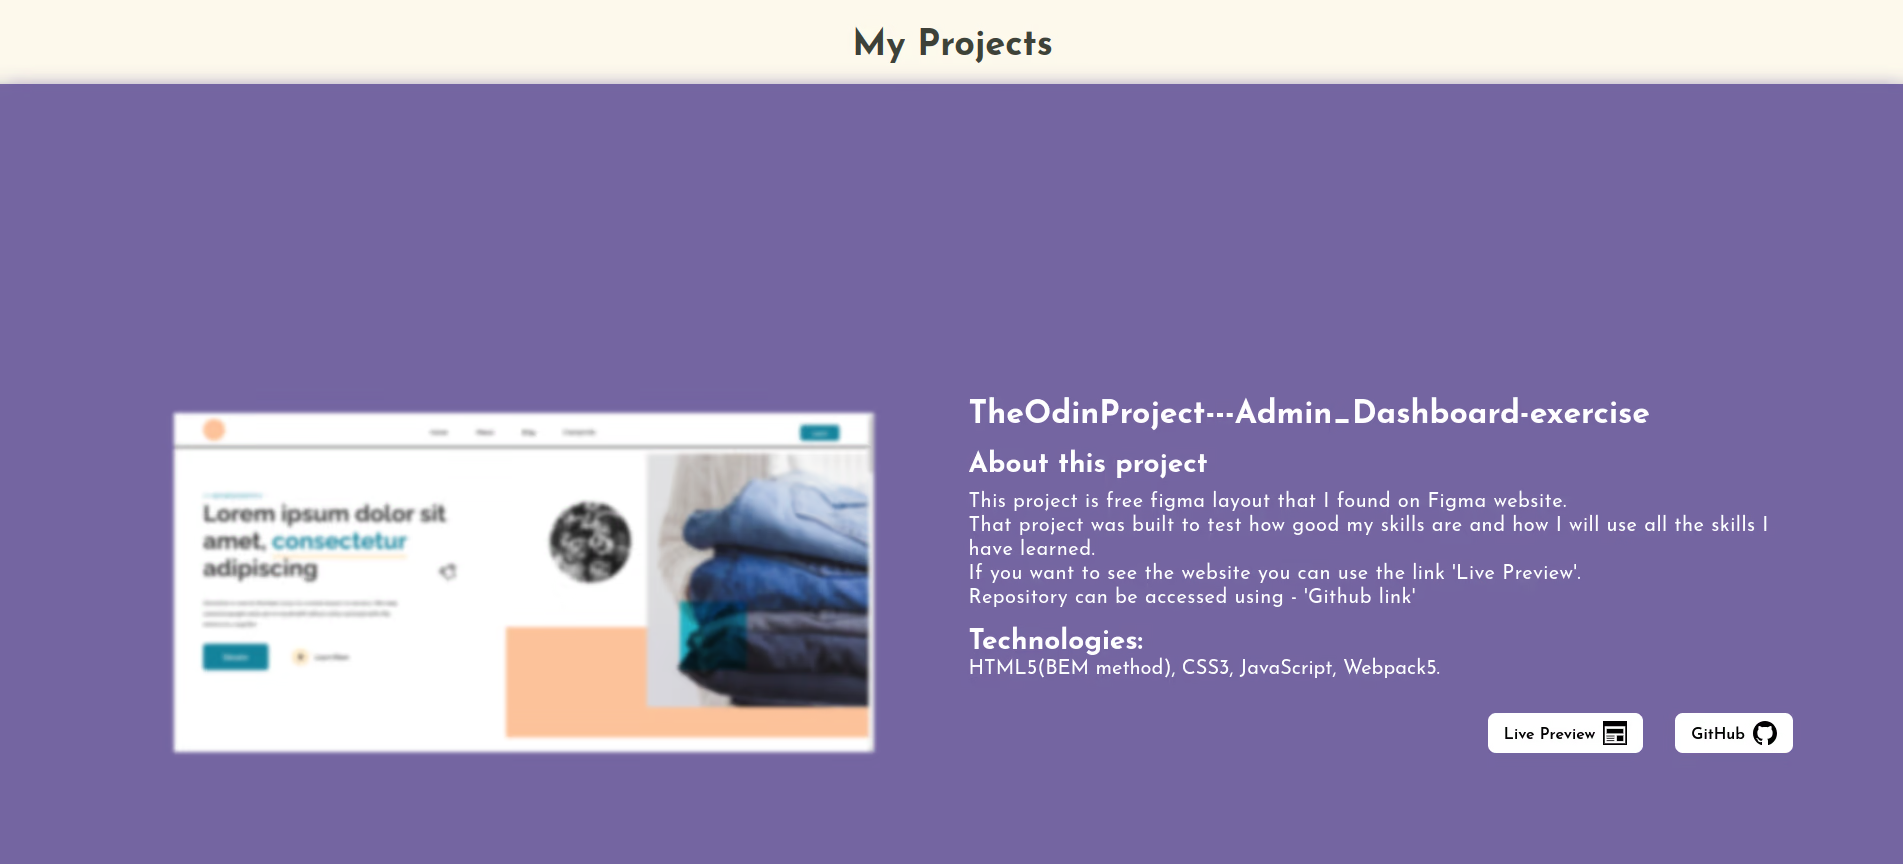 My Projects
Lorem ipsum dolor sit
amet, consectetur
adipiscing
TheOdinProject---Admin_Dashboard-exercise
About this project
This project is free figma layout that I found on Figma website.
That project was built to test how good my skills are and how I will use all the skills I
have learned.
If you want to see the website you can use the link 'Live Preview'.
Repository can be accessed using - 'Github link'
Technologies:
HTML5(BEM method), CSS3, JavaScript, Webpack5.
Live Preview
GitHub